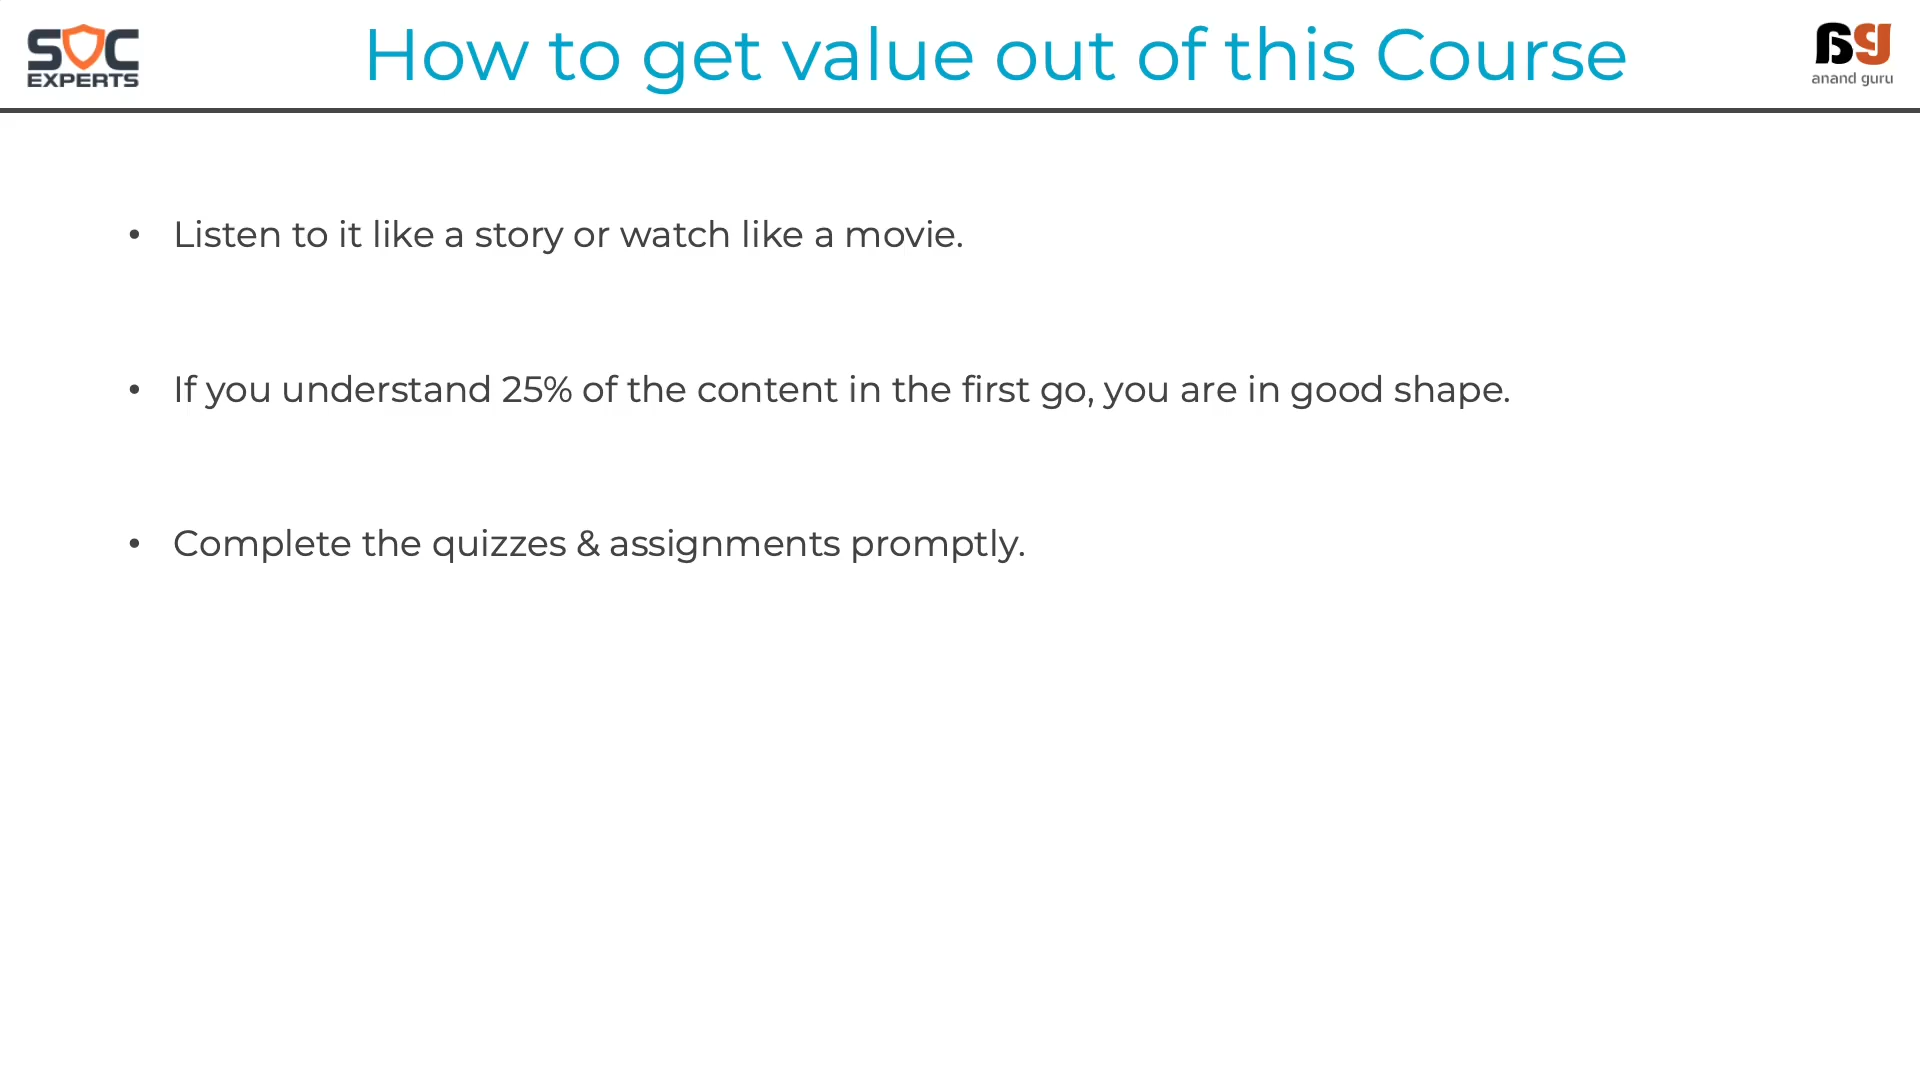 SOC
EXPERTS
How to get value out of this Course
ag
anand guru
• Listen to it like a story or watch like a movie.
• If you understand 25% of the content in the first go, you are in good shape.
• Complete the quizzes & assignments promptly.